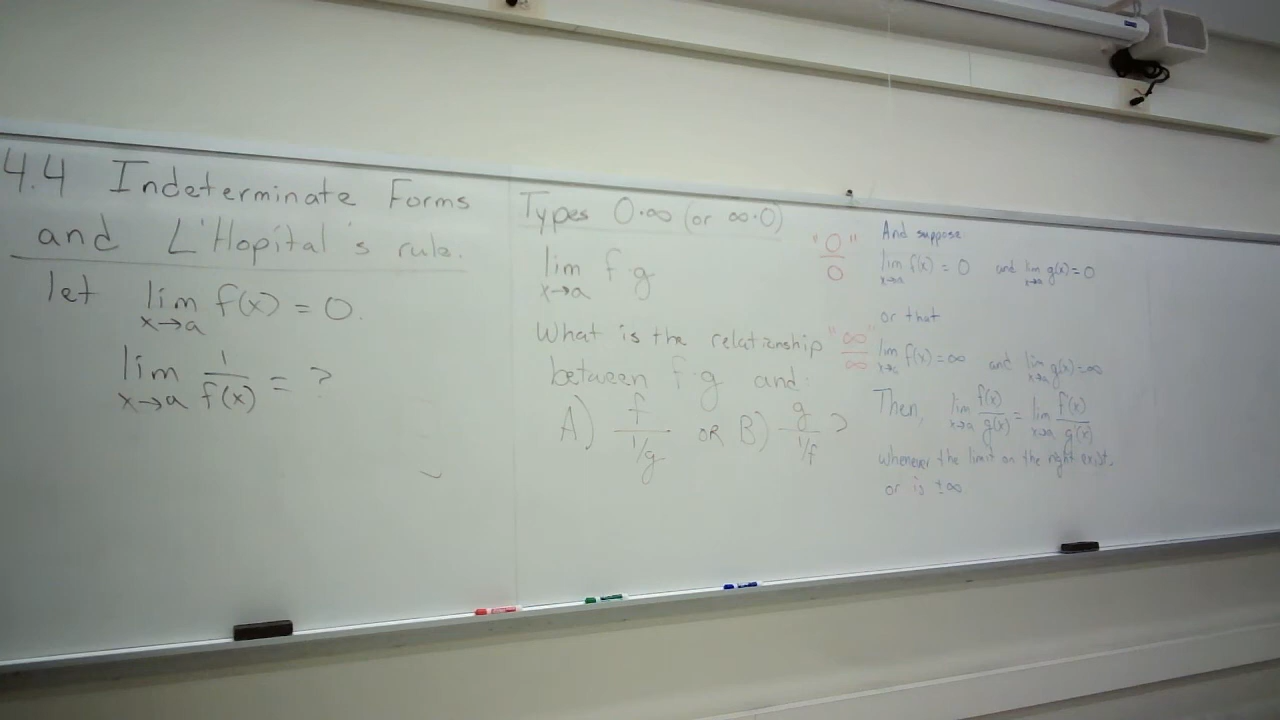 4.4 Indeterminate Forms
and L'Hopital's rule.
let lim x→a f(x) = 0.
lim x→a 1/f(x) = ?
Types 0·∞ (or ∞·0)
lim x→a f·g
What is the relationship
between f·g and:
A) f/(1/g) OR B) g/(1/f) ?
"0/0"
And suppose
lim x→a f(x) = 0 and lim x→a g(x) = 0
or that
"∞/∞"
lim x→a f(x) = ∞ and lim x→a g(x) = ∞
Then, lim x→a f(x)/g(x) = lim x→a f(x)/g(x)
whenever the limit on the right exist.
or is ±∞